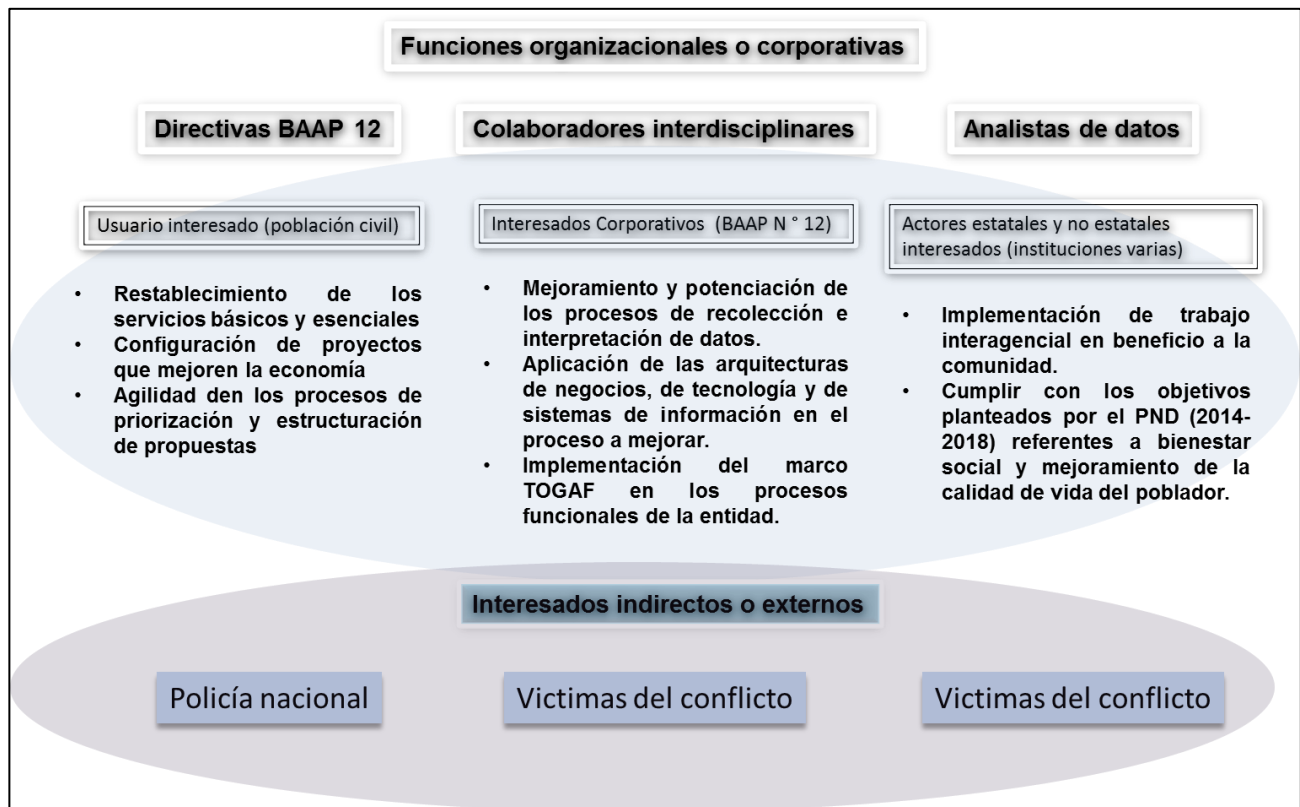 Funciones organizacionales o corporativas
Directivas BAAP 12
Colaboradores interdisciplinares
Analistas de datos
Usuario interesado (población civil)
• Restablecimiento de los
servicios básicos y esenciales
• Configuración de proyectos
que mejoren la economía
• Agilidad den los procesos de
priorización y estructuración
de propuestas
Interesados Corporativos (BAAP N ° 12)
• Mejoramiento y potenciación de
los procesos de recolección e
interpretación de datos.
• Aplicación de las arquitecturas
de negocios, de tecnología y de
sistemas de información en el
proceso a mejorar.
• Implementación del marco
TOGAF en los procesos
funcionales de la entidad.
Actores estatales y no estatales
interesados (instituciones varias)
• Implementación de trabajo
interagencial en beneficio a la
comunidad.
• Cumplir con los objetivos
planteados por el PND (2014-
2018) referentes a bienestar
social y mejoramiento de la
calidad de vida del poblador.
Interesados indirectos o externos
Policía nacional
Victimas del conflicto
Victimas del conflicto